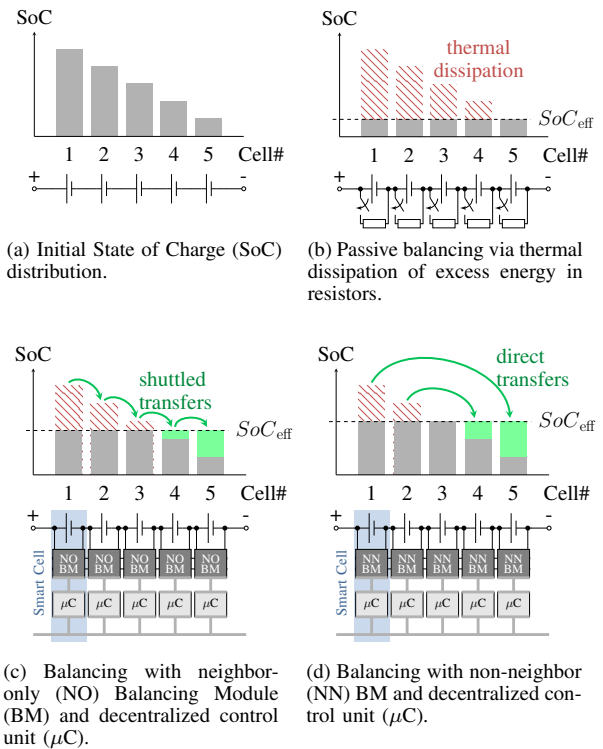 SoC
1 2 3 4 5 Cell#
+ -
(a) Initial State of Charge (SoC)
distribution.
SoC
thermal
dissipation
SoC_eff
1 2 3 4 5 Cell#
+ -
(b) Passive balancing via thermal
dissipation of excess energy in
resistors.
SoC
shuttled
transfers
SoC_eff
1 2 3 4 5 Cell#
+ -
Smart Cell
NO NO NO NO NO
BM BM BM BM BM
μC μC μC μC μC
(c) Balancing with neighbor-
only (NO) Balancing Module
(BM) and decentralized control
unit (μC).
SoC
direct
transfers
SoC_eff
1 2 3 4 5 Cell#
+ -
Smart Cell
NN NN NN NN NN
BM BM BM BM BM
μC μC μC μC μC
(d) Balancing with non-neighbor
(NN) BM and decentralized con-
trol unit (μC).